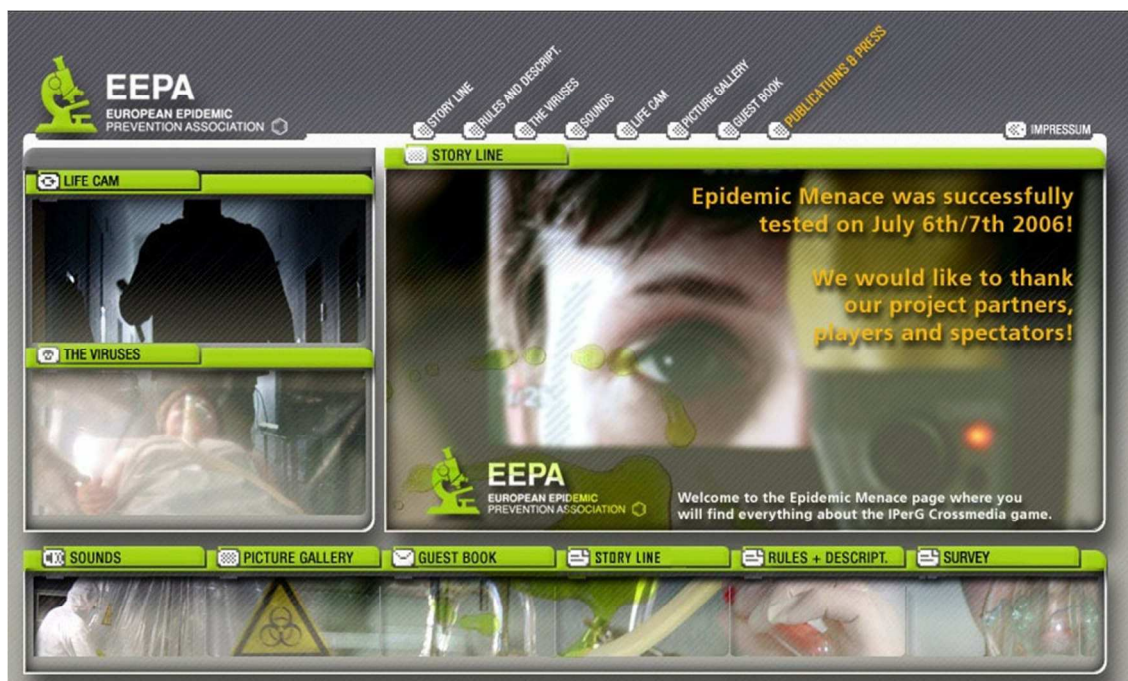 EEPA
EUROPEAN EPIDEMIC
PREVENTION ASSOCIATION
STORY LINE
RULES AND DESCRIPT.
THE VIRUSES
SOUNDS
LIFE CAM
PICTURE GALLERY
GUEST BOOK
PUBLICATIONS & PRESS
IMPRESSUM
LIFE CAM
THE VIRUSES
STORY LINE
Epidemic Menace was successfully
tested on July 6th/7th 2006!
We would like to thank
our project partners,
players and spectators!
EEPA
EUROPEAN EPIDEMIC
PREVENTION ASSOCIATION
Welcome to the Epidemic Menace page where you
will find everything about the IPerG Crossmedia game.
SOUNDS
PICTURE GALLERY
GUEST BOOK
STORY LINE
RULES + DESCRIPT.
SURVEY